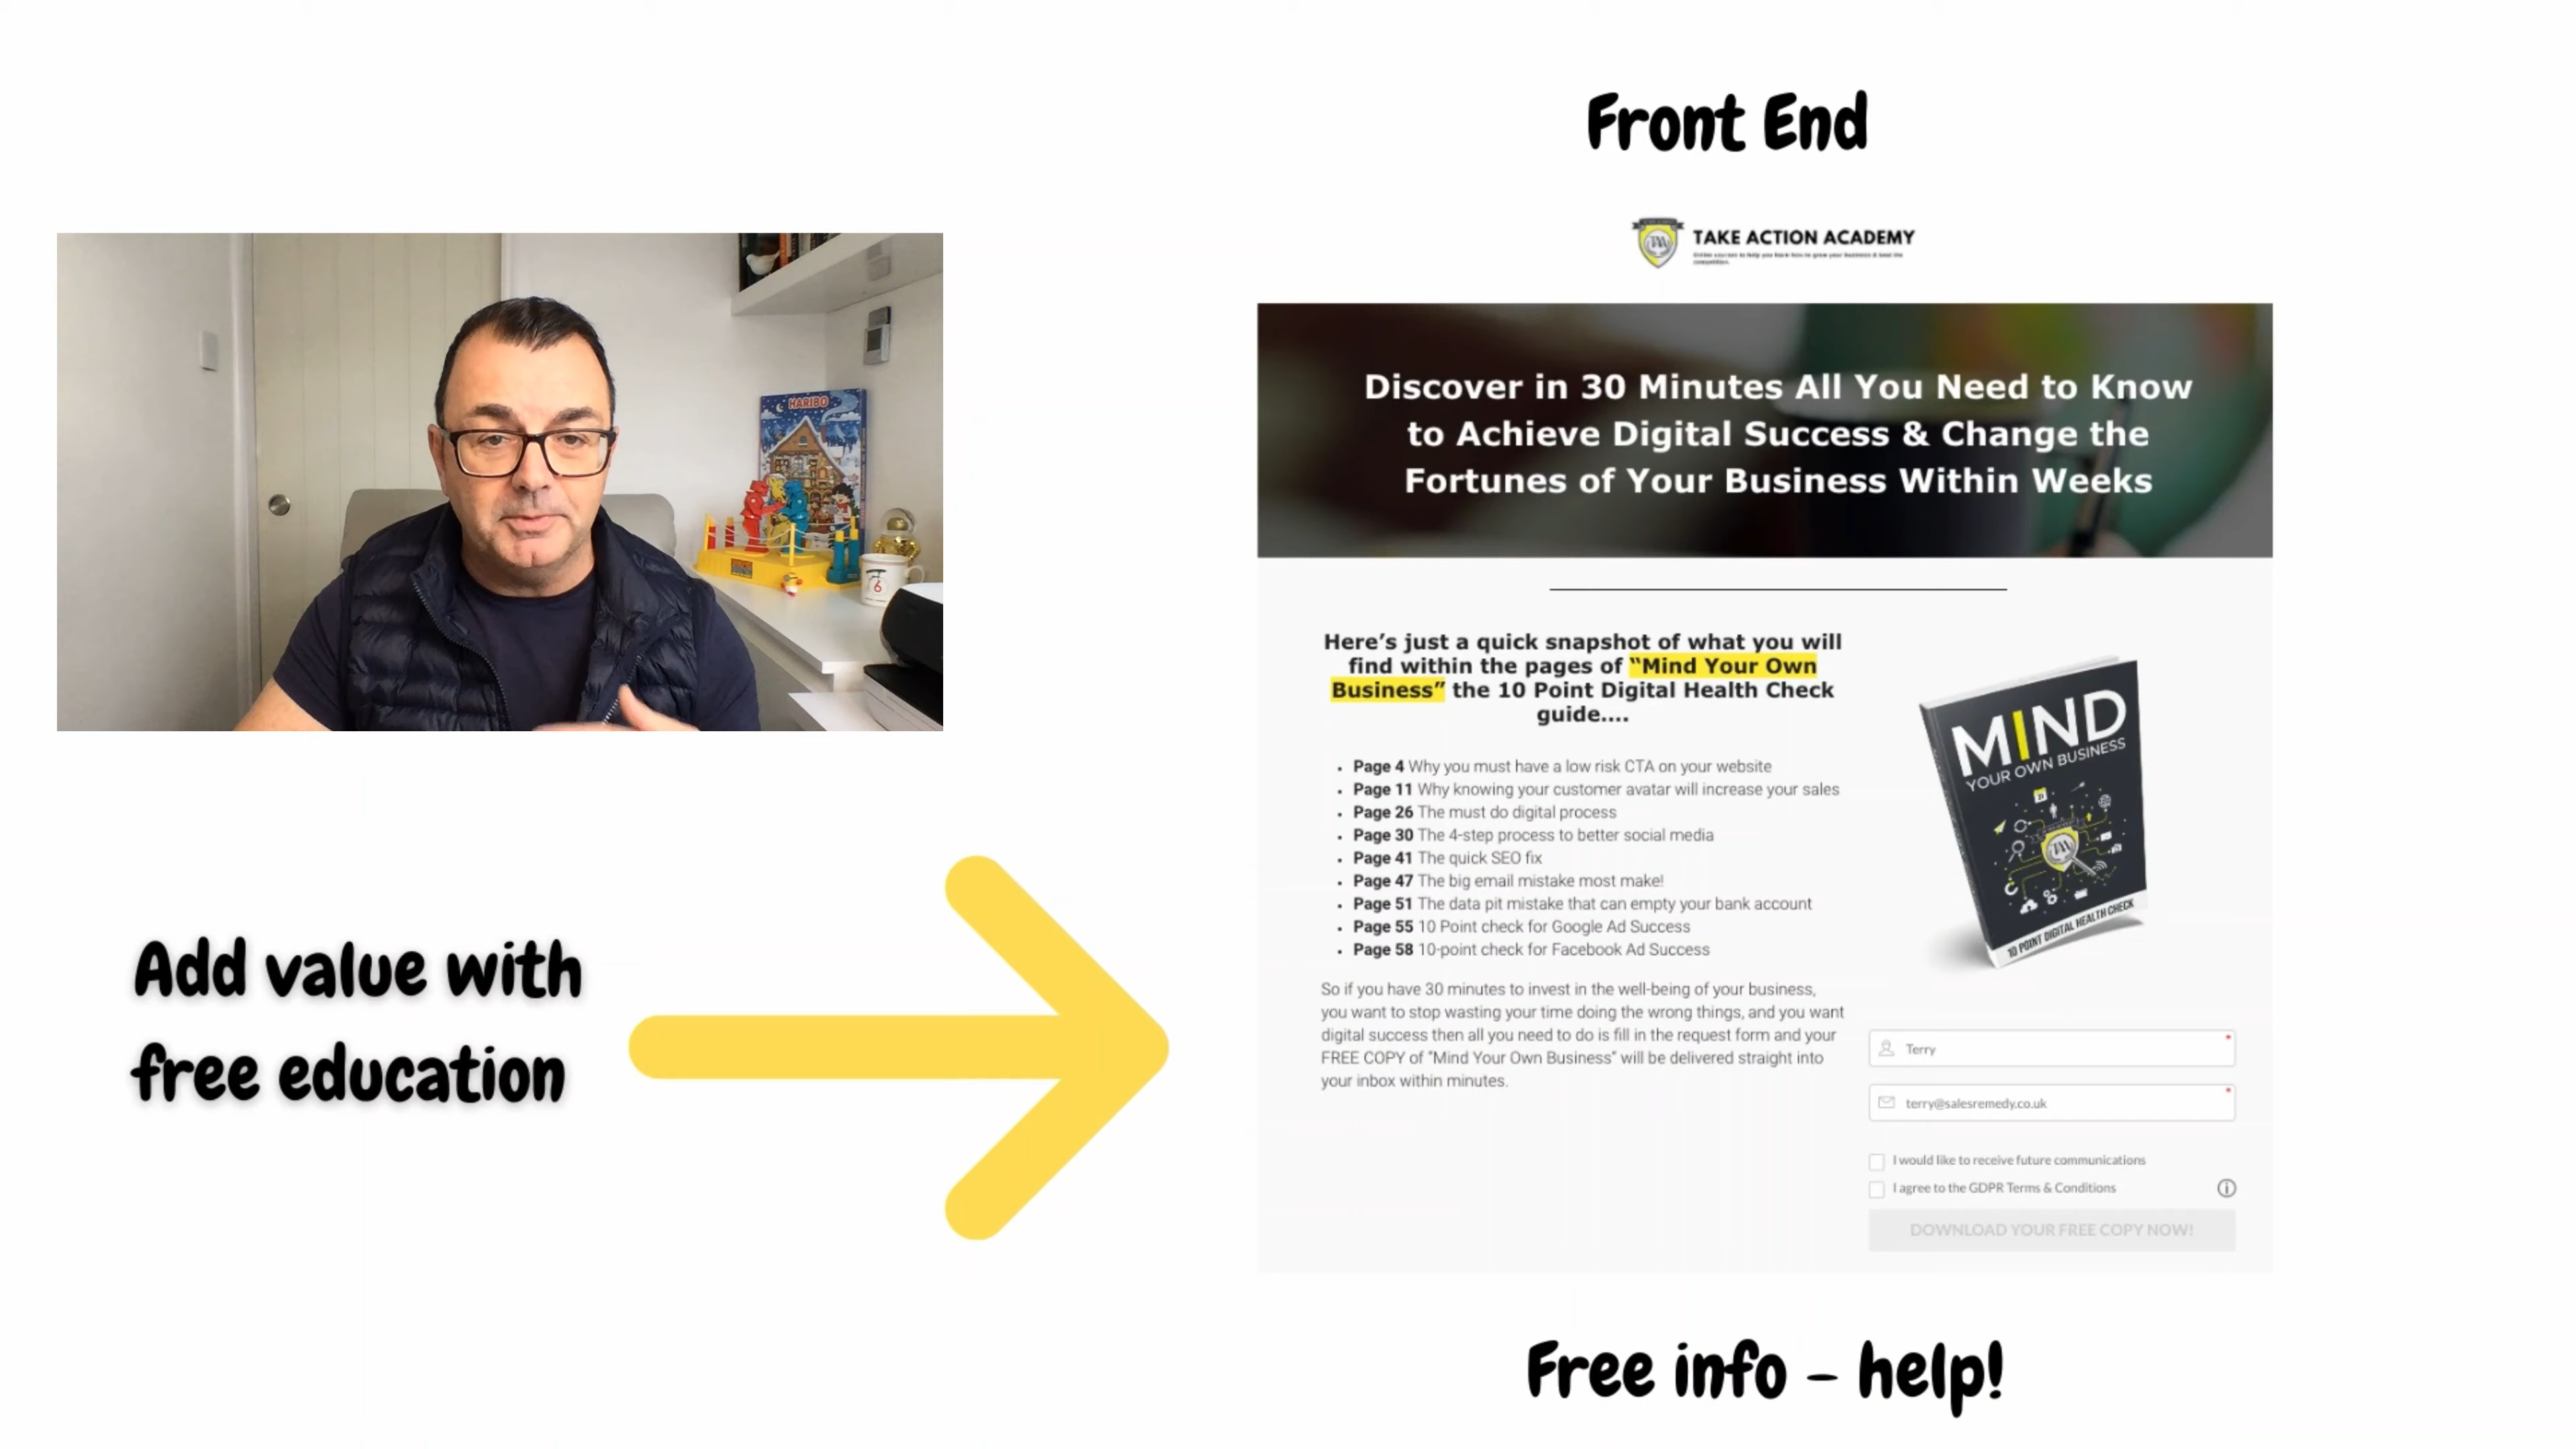 Front End
TAKE ACTION ACADEMY
Discover in 30 Minutes All You Need to Know
to Achieve Digital Success & Change the
Fortunes of Your Business Within Weeks
HARIBO
6
Here’s just a quick snapshot of what you will
find within the pages of “Mind Your Own
Business” the 10 Point Digital Health Check
guide....
• Page 4 Why you must have a low risk CTA on your website
• Page 11 Why knowing your customer avatar will increase your sales
• Page 26 The must do digital process
• Page 30 The 4-step process to better social media
• Page 41 The quick SEO fix
• Page 47 The big email mistake most make!
• Page 51 The data pit mistake that can empty your bank account
• Page 55 10 Point check for Google Ad Success
• Page 58 10-point check for Facebook Ad Success
So if you have 30 minutes to invest in the well-being of your business,
you want to stop wasting your time doing the wrong things, and you want
digital success then all you need to do is fill in the request form and your
FREE COPY of "Mind Your Own Business" will be delivered straight into
your inbox within minutes.
MIND
YOUR OWN BUSINESS
TAA
10 POINT DIGITAL HEALTH CHECK
Terry *
terry@salesremedy.co.uk *
I would like to receive future communications
I agree to the GDPR Terms & Conditions
DOWNLOAD YOUR FREE COPY NOW!
Add value with
free education
Free info - help!